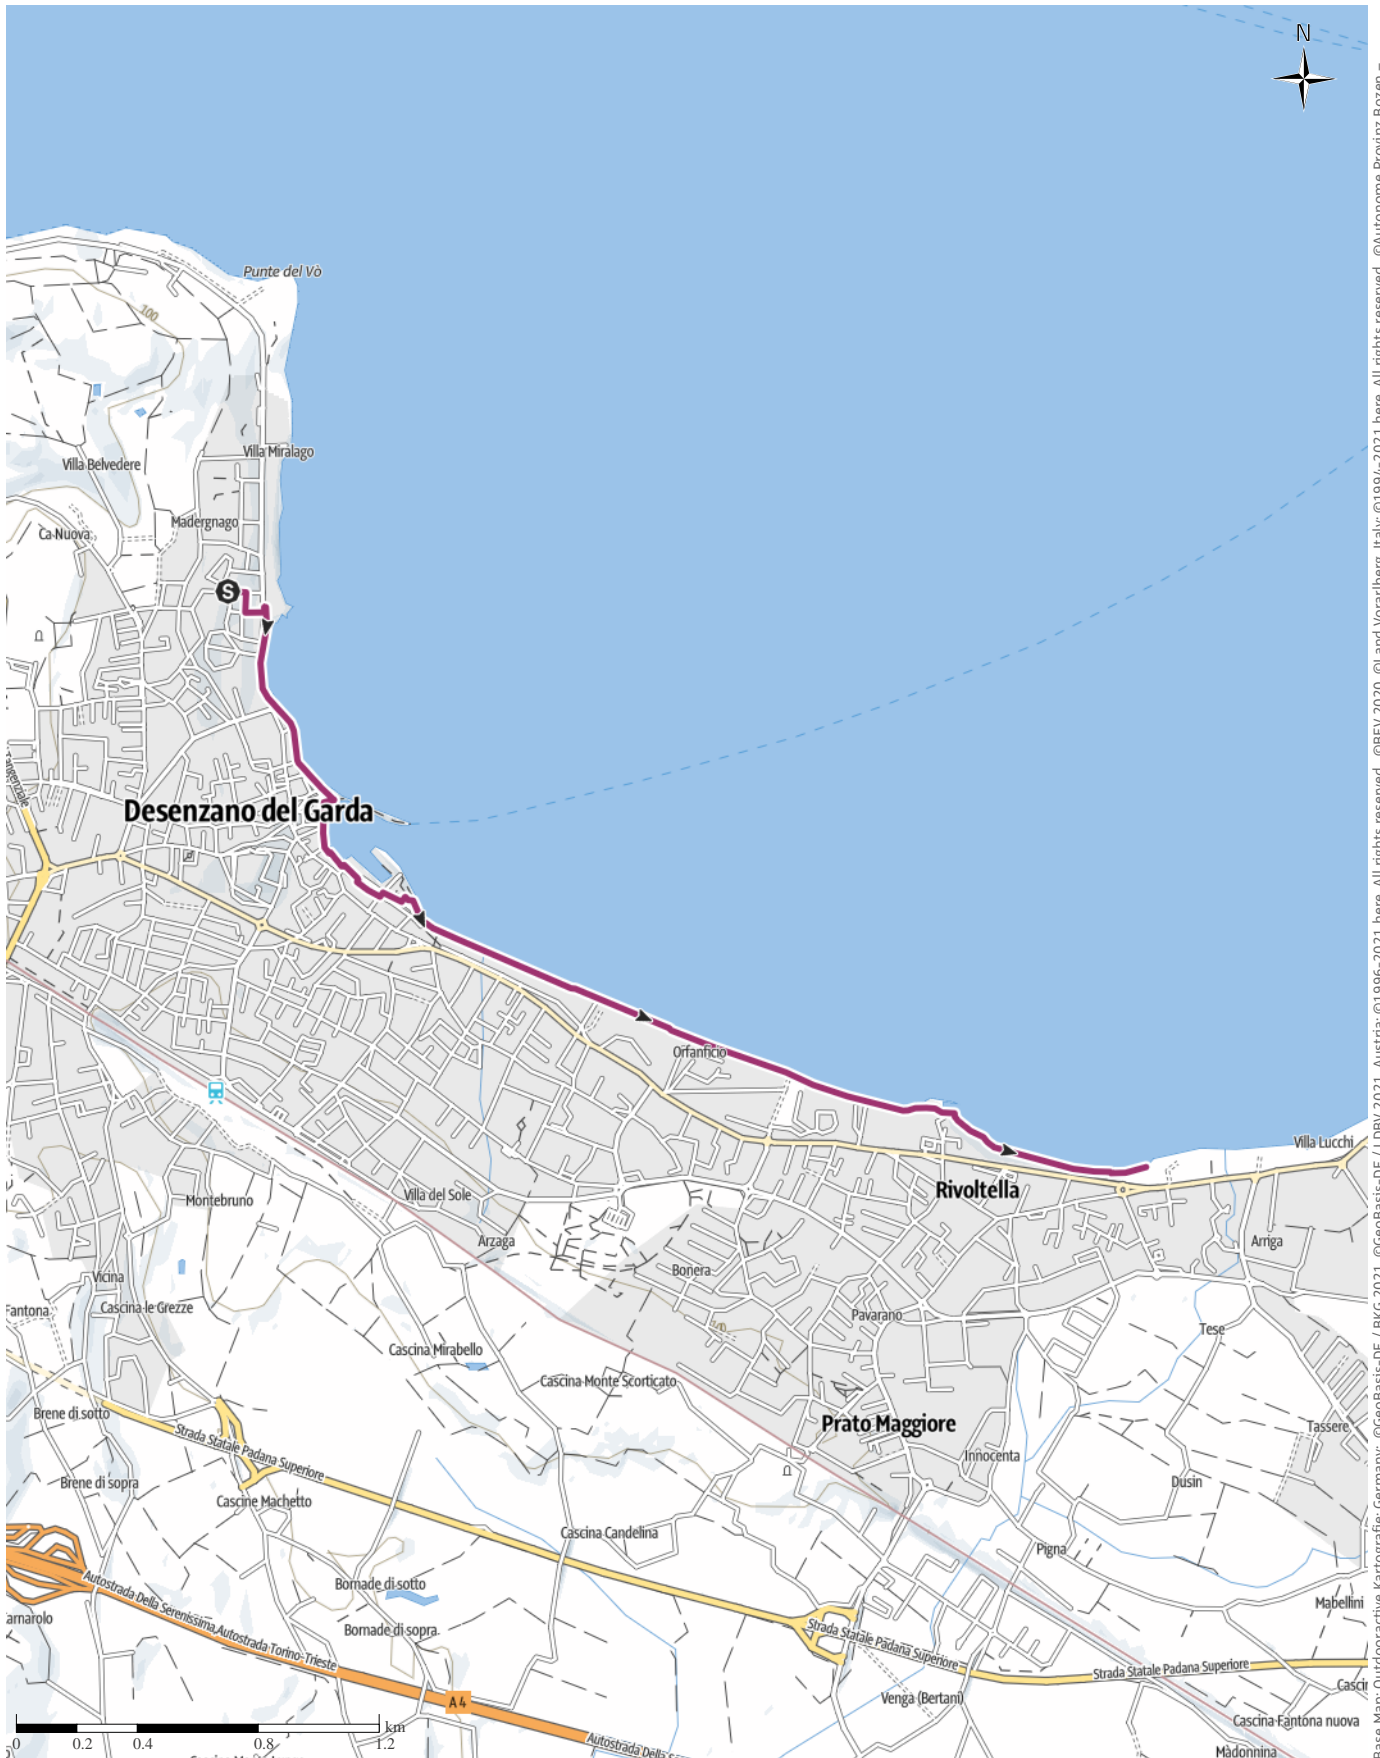 N
Punte del Vò
100
Villa Miralago
Villa Belvedere
Madergnago
Ca Nuova
S
Tangenziale
Desenzano del Garda
Orfanficio
Villa Lucchi
Rivoltella
Villa del Sole
Montebruno
Arzaga
Arriga
Bonera
Vicina
Cascina le Grezze
Fantona
Pavarano
Tese
Cascina Mirabello
Cascina Monte Scorticato
Brene di sotto
Prato Maggiore
Tassere
Strada Statale Padana Superiore
Innocenta
Brene di sopra
Dusin
Cascine Machetto
Cascina Candelina
Pigna
Autostrada Della Serenissima, Autostrada Torino-Trieste
Bornade di sotto
Mabellini
arnarolo
Bornade di sopra
Strada Statale Padana Superiore
Strada Statale Padana Superiore
Venga (Bertani)
A4
Cascina Fantona nuova
Madonnina
km
0 0.2 0.4 0.8 1.2